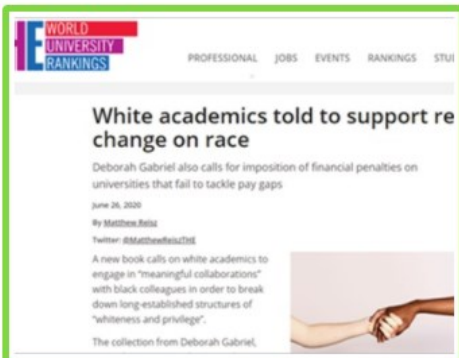 WORLD
UNIVERSITY
RANKINGS
PROFESSIONAL JOBS EVENTS RANKINGS STU
White academics told to support re
change on race
Deborah Gabriel also calls for imposition of financial penalties on
universities that fail to tackle pay gaps
June 26, 2020
By Matthew Reisz
Twitter: @MatthewReiszTHE
A new book calls on white academics to
engage in “meaningful collaborations”
with black colleagues in order to break
down long-established structures of
“whiteness and privilege”.
The collection from Deborah Gabriel,